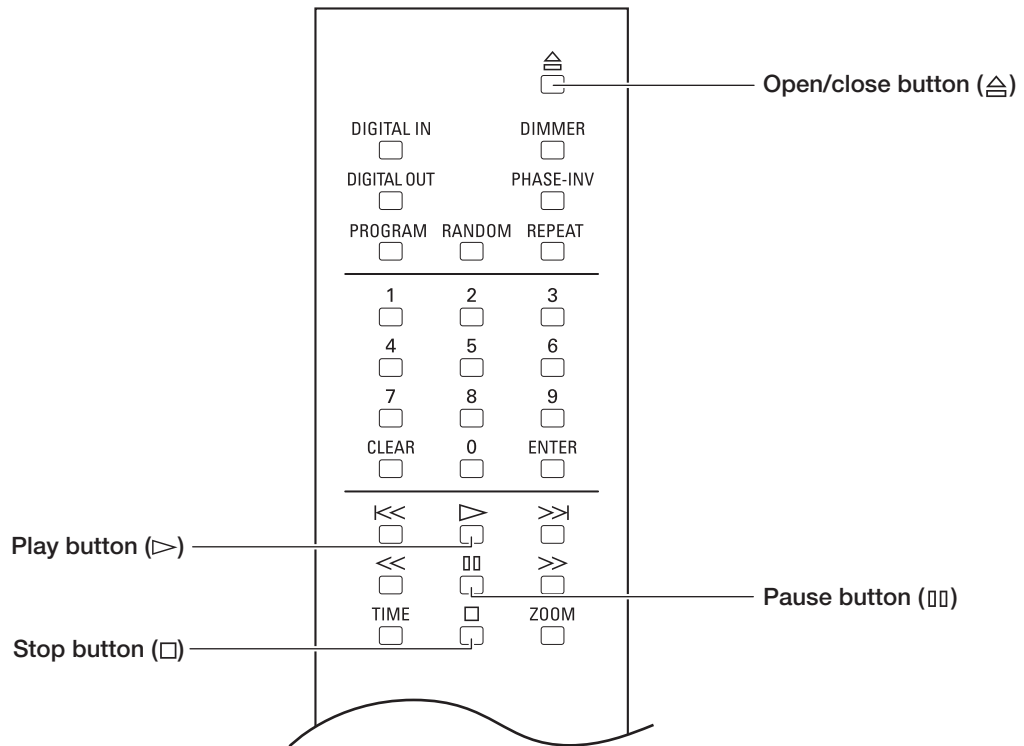 Open/close button (⏏)
DIGITAL IN DIMMER
DIGITAL OUT PHASE-INV
PROGRAM RANDOM REPEAT
1 2 3
4 5 6
7 8 9
CLEAR 0 ENTER
Play button (▷)
Pause button (▯▯)
TIME ZOOM
Stop button (□)